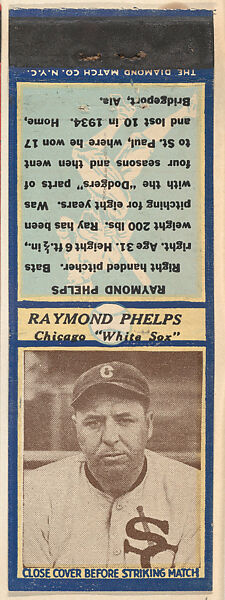 THE DIAMOND MATCH CO. N.Y.C.
RAYMOND PHELPS
Right handed pitcher. Bats
right. Age 31. Height 6 ft. ½ in.,
weight 200 lbs. Ray has been
pitching for eight years. Was
with the "Dodgers" parts of
four seasons and then went
to St. Paul, where he won 17
and lost 10 in 1934. Home,
Bridgeport, Ala.
RAYMOND PHELPS
Chicago "White Sox"
C
SOX
CLOSE COVER BEFORE STRIKING MATCH